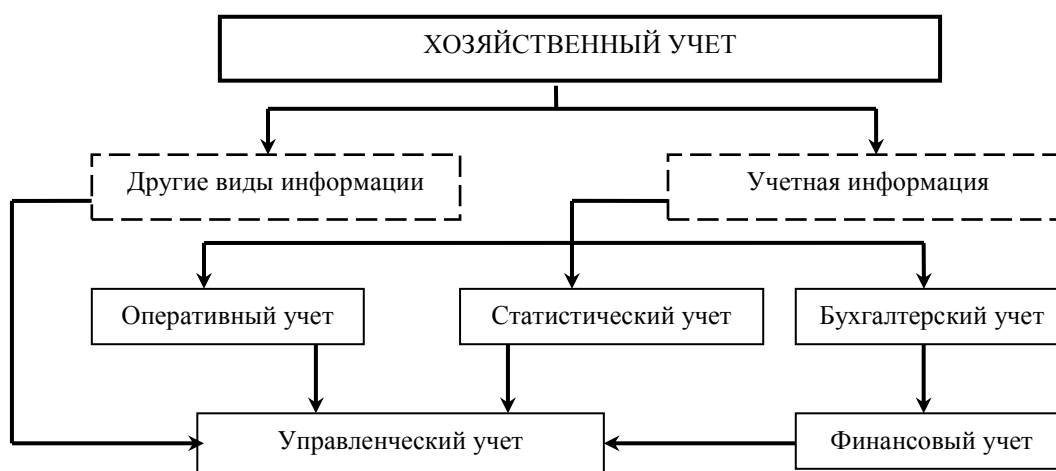 ХОЗЯЙСТВЕННЫЙ УЧЕТ
Другие виды информации
Учетная информация
Оперативный учет
Статистический учет
Бухгалтерский учет
Управленческий учет
Финансовый учет